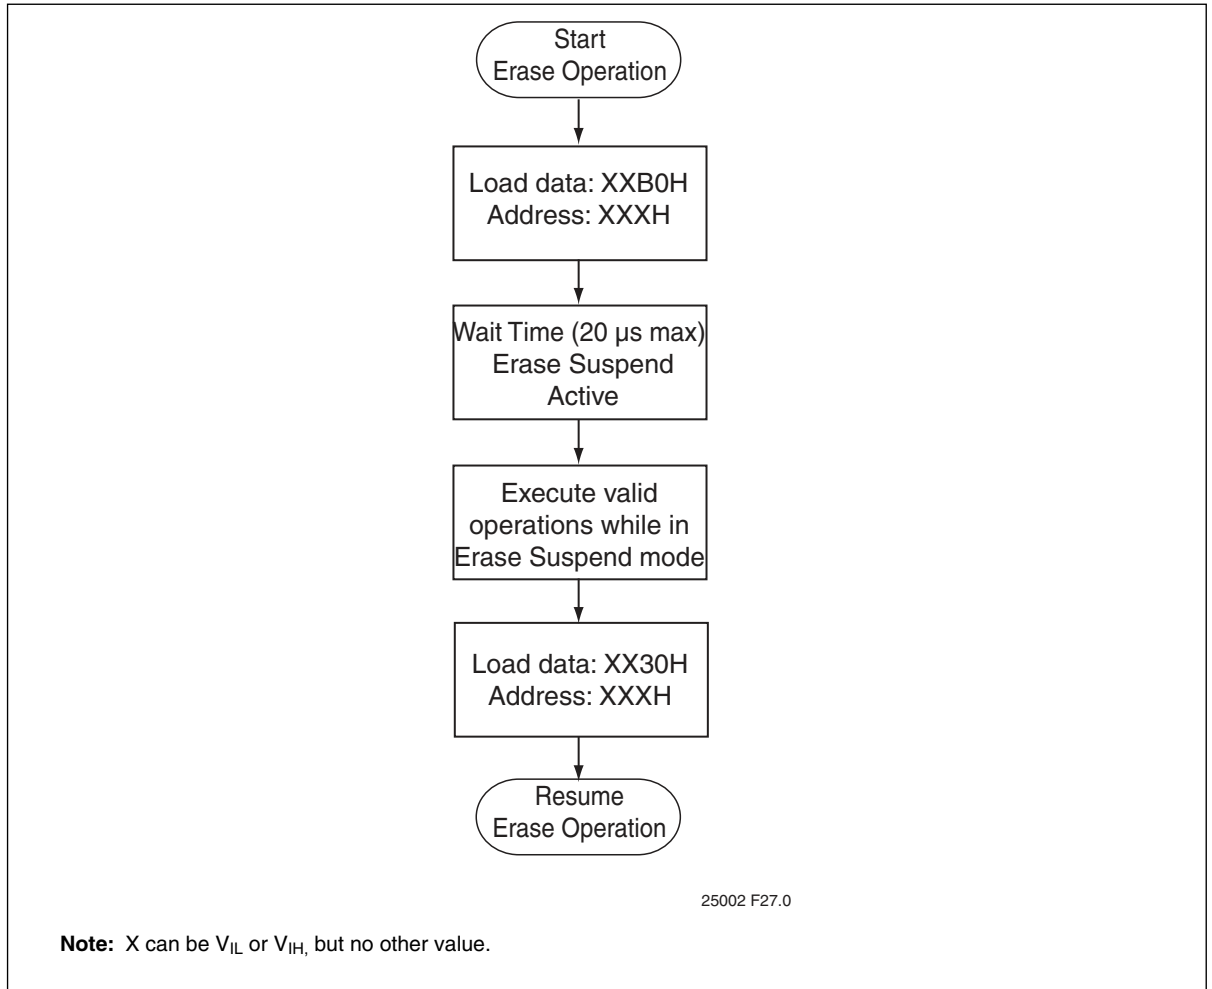 Start
Erase Operation
Load data: XXB0H
Address: XXXH
Wait Time (20 µs max)
Erase Suspend
Active
Execute valid
operations while in
Erase Suspend mode
Load data: XX30H
Address: XXXH
Resume
Erase Operation
25002 F27.0
Note: X can be VIL or VIH, but no other value.